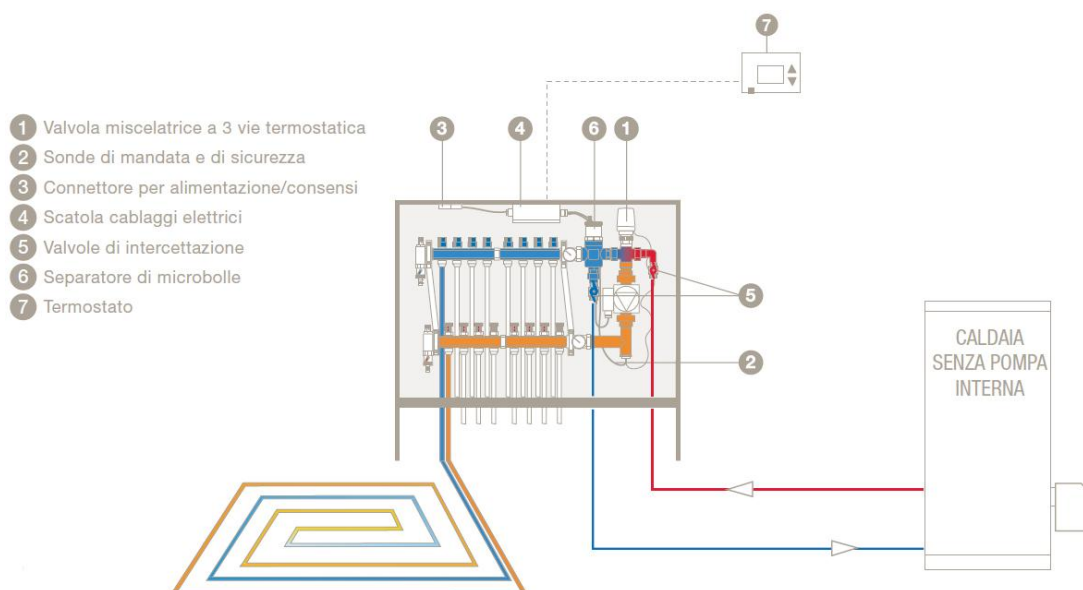 7
1 Valvola miscelatrice a 3 vie termostatica
2 Sonde di mandata e di sicurezza
3 Connettore per alimentazione/consensi
4 Scatola cablaggi elettrici
5 Valvole di intercettazione
6 Separatore di microbolle
7 Termostato
3 4 6 1
5
2
CALDAIA
SENZA POMPA
INTERNA